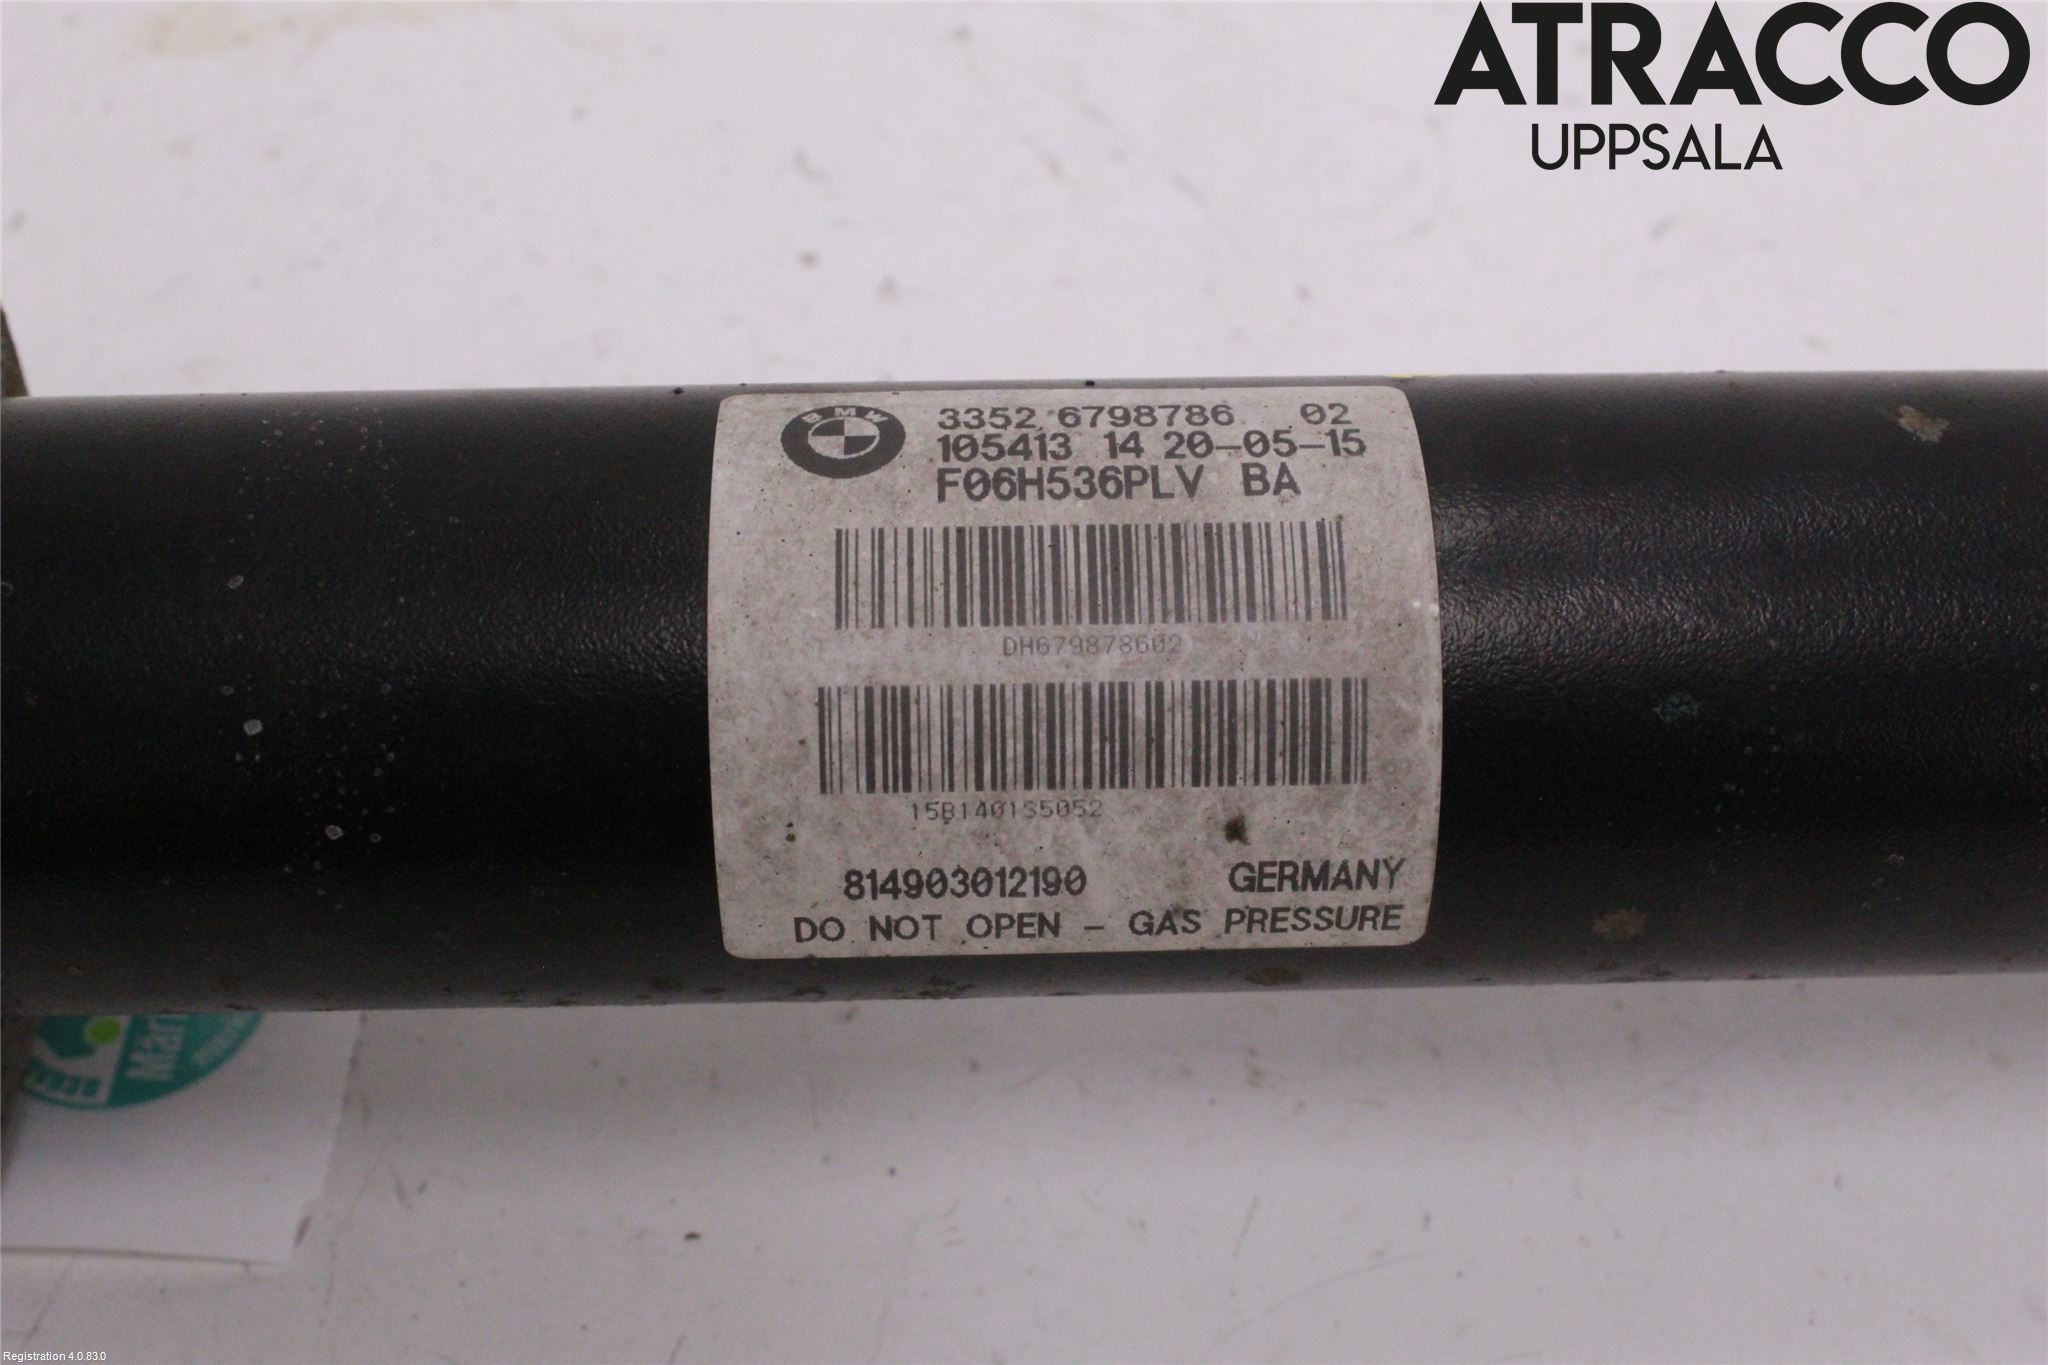 ATRACCO
UPPSALA
BMW
3352 6798786 02
105413 14 20-05-15
F06H536PLV BA
DH679878602
15B1401S5052
814903012190 GERMANY
DO NOT OPEN - GAS PRESSURE
Registration 4.0.83.0